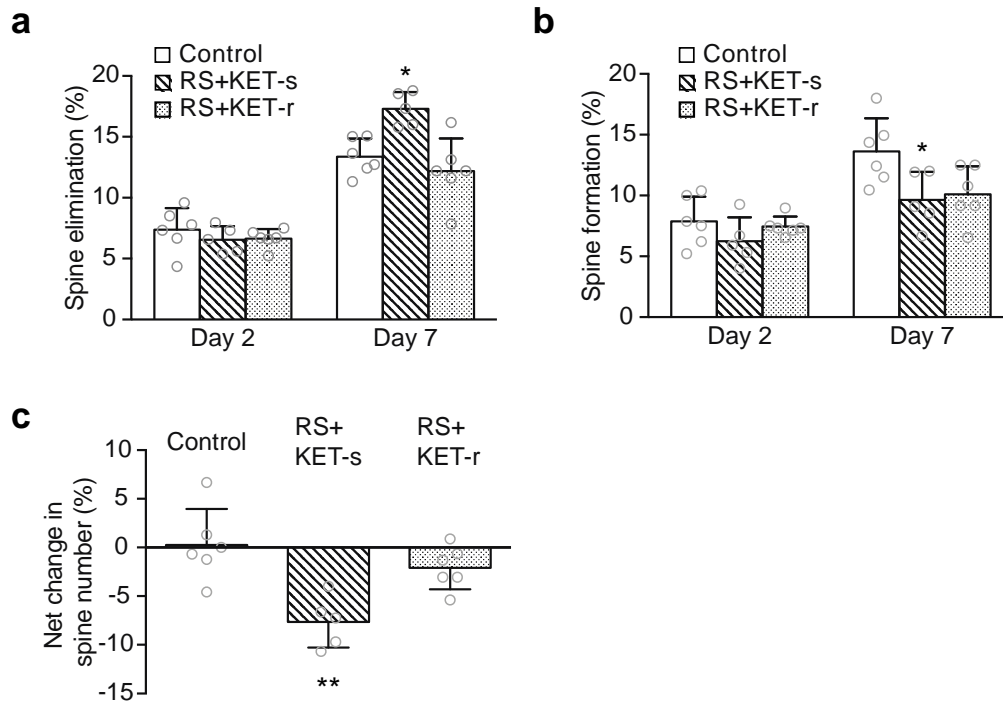 a
Control
RS+KET-s
RS+KET-r
Spine elimination (%)
20
15
10
5
0
*
Day 2
Day 7
b
Control
RS+KET-s
RS+KET-r
Spine formation (%)
20
15
10
5
0
*
Day 2
Day 7
c
Control
RS+
KET-s
RS+
KET-r
Net change in
spine number (%)
10
5
0
-5
-10
-15
**